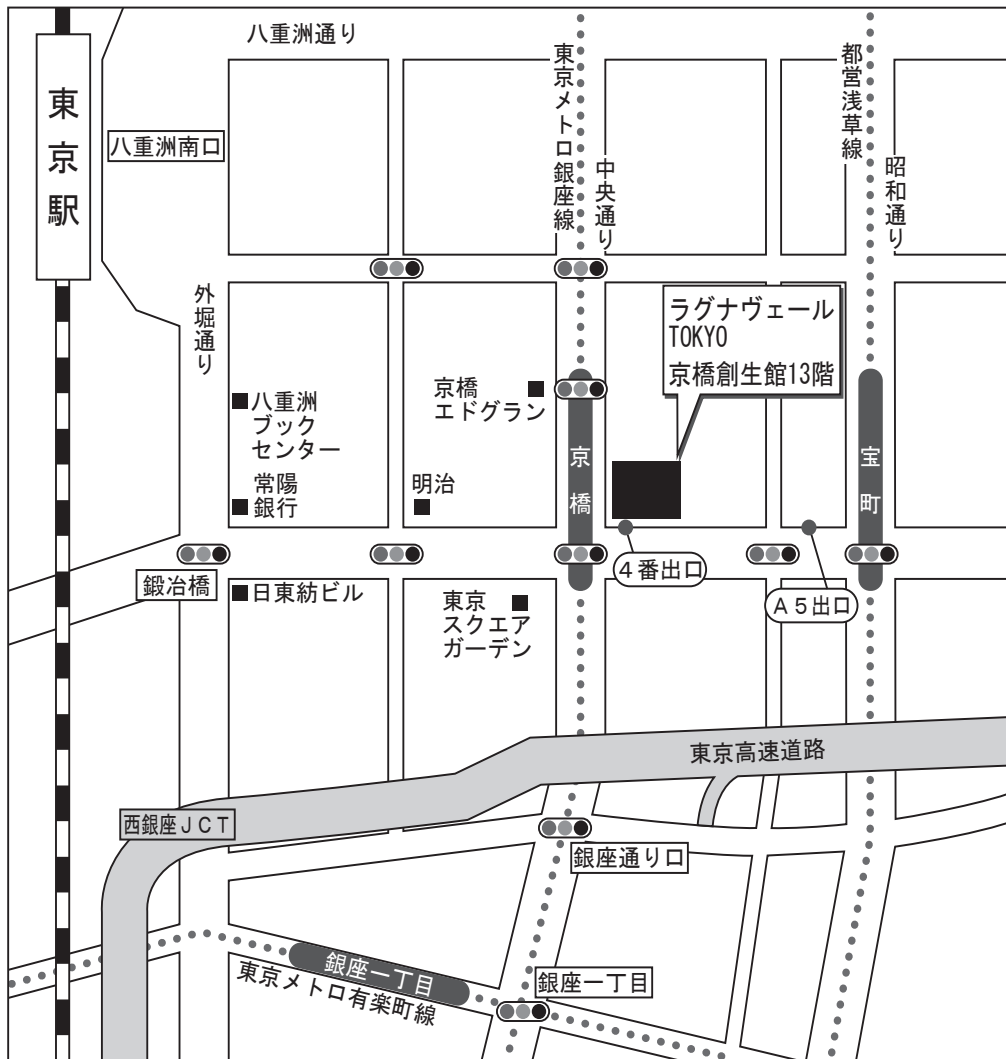 八重洲通り
東京駅
八重洲南口
東京メトロ銀座線
中央通り
都営浅草線
昭和通り
外堀通り
ラグナヴェール
TOKYO
京橋創生館13階
八重洲
ブック
センター
京橋
エドグラン
常陽
銀行
明治
京橋
宝町
鍛冶橋
4番出口
A5出口
日東紡ビル
東京
スクエア
ガーデン
東京高速道路
西銀座JCT
銀座通り口
銀座一丁目
東京メトロ有楽町線
銀座一丁目